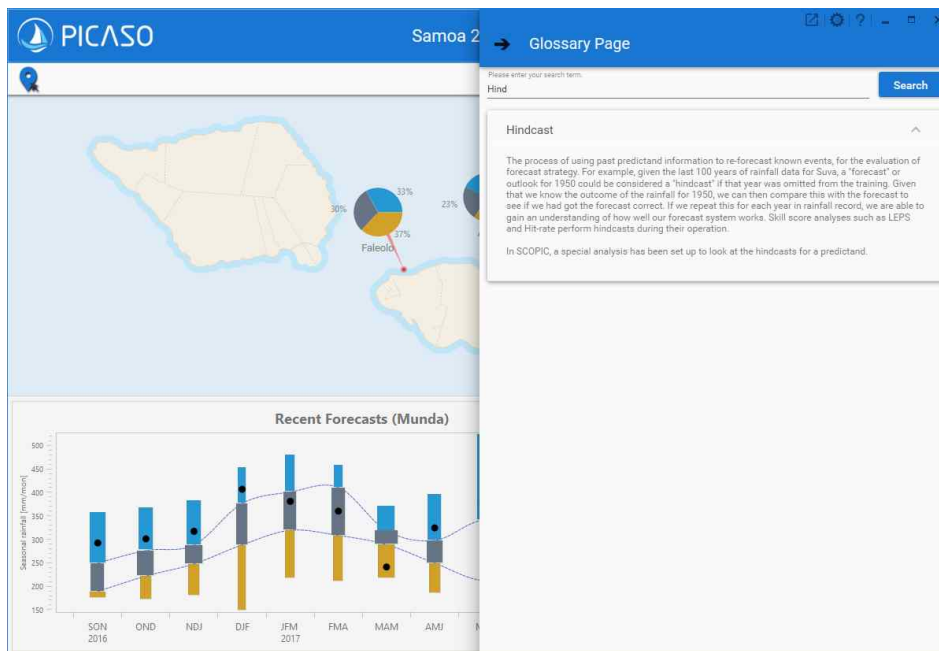 PICASO
Samoa 2
Glossary Page
Please enter your search term.
Hind
Search
Hindcast
The process of using past predictand information to re-forecast known events, for the evaluation of
forecast strategy. For example, given the last 100 years of rainfall data for Suva, a "forecast" or
outlook for 1950 could be considered a "hindcast" if that year was omitted from the training. Given
that we know the outcome of the rainfall for 1950, we can then compare this with the forecast to
see if we had got the forecast correct. If we repeat this for each year in rainfall record, we are able to
gain an understanding of how well our forecast system works. Skill score analyses such as LEPS
and Hit-rate perform hindcasts during their operation.
In SCOPIC, a special analysis has been set up to look at the hindcasts for a predictand.
33%
30%
37%
Faleolo
23%
Recent Forecasts (Munda)
Seasonal rainfall [mm/mon]
500
450
400
350
300
250
200
150
SON
2016
OND
NDJ
DJF
JFM
2017
FMA
MAM
AMJ